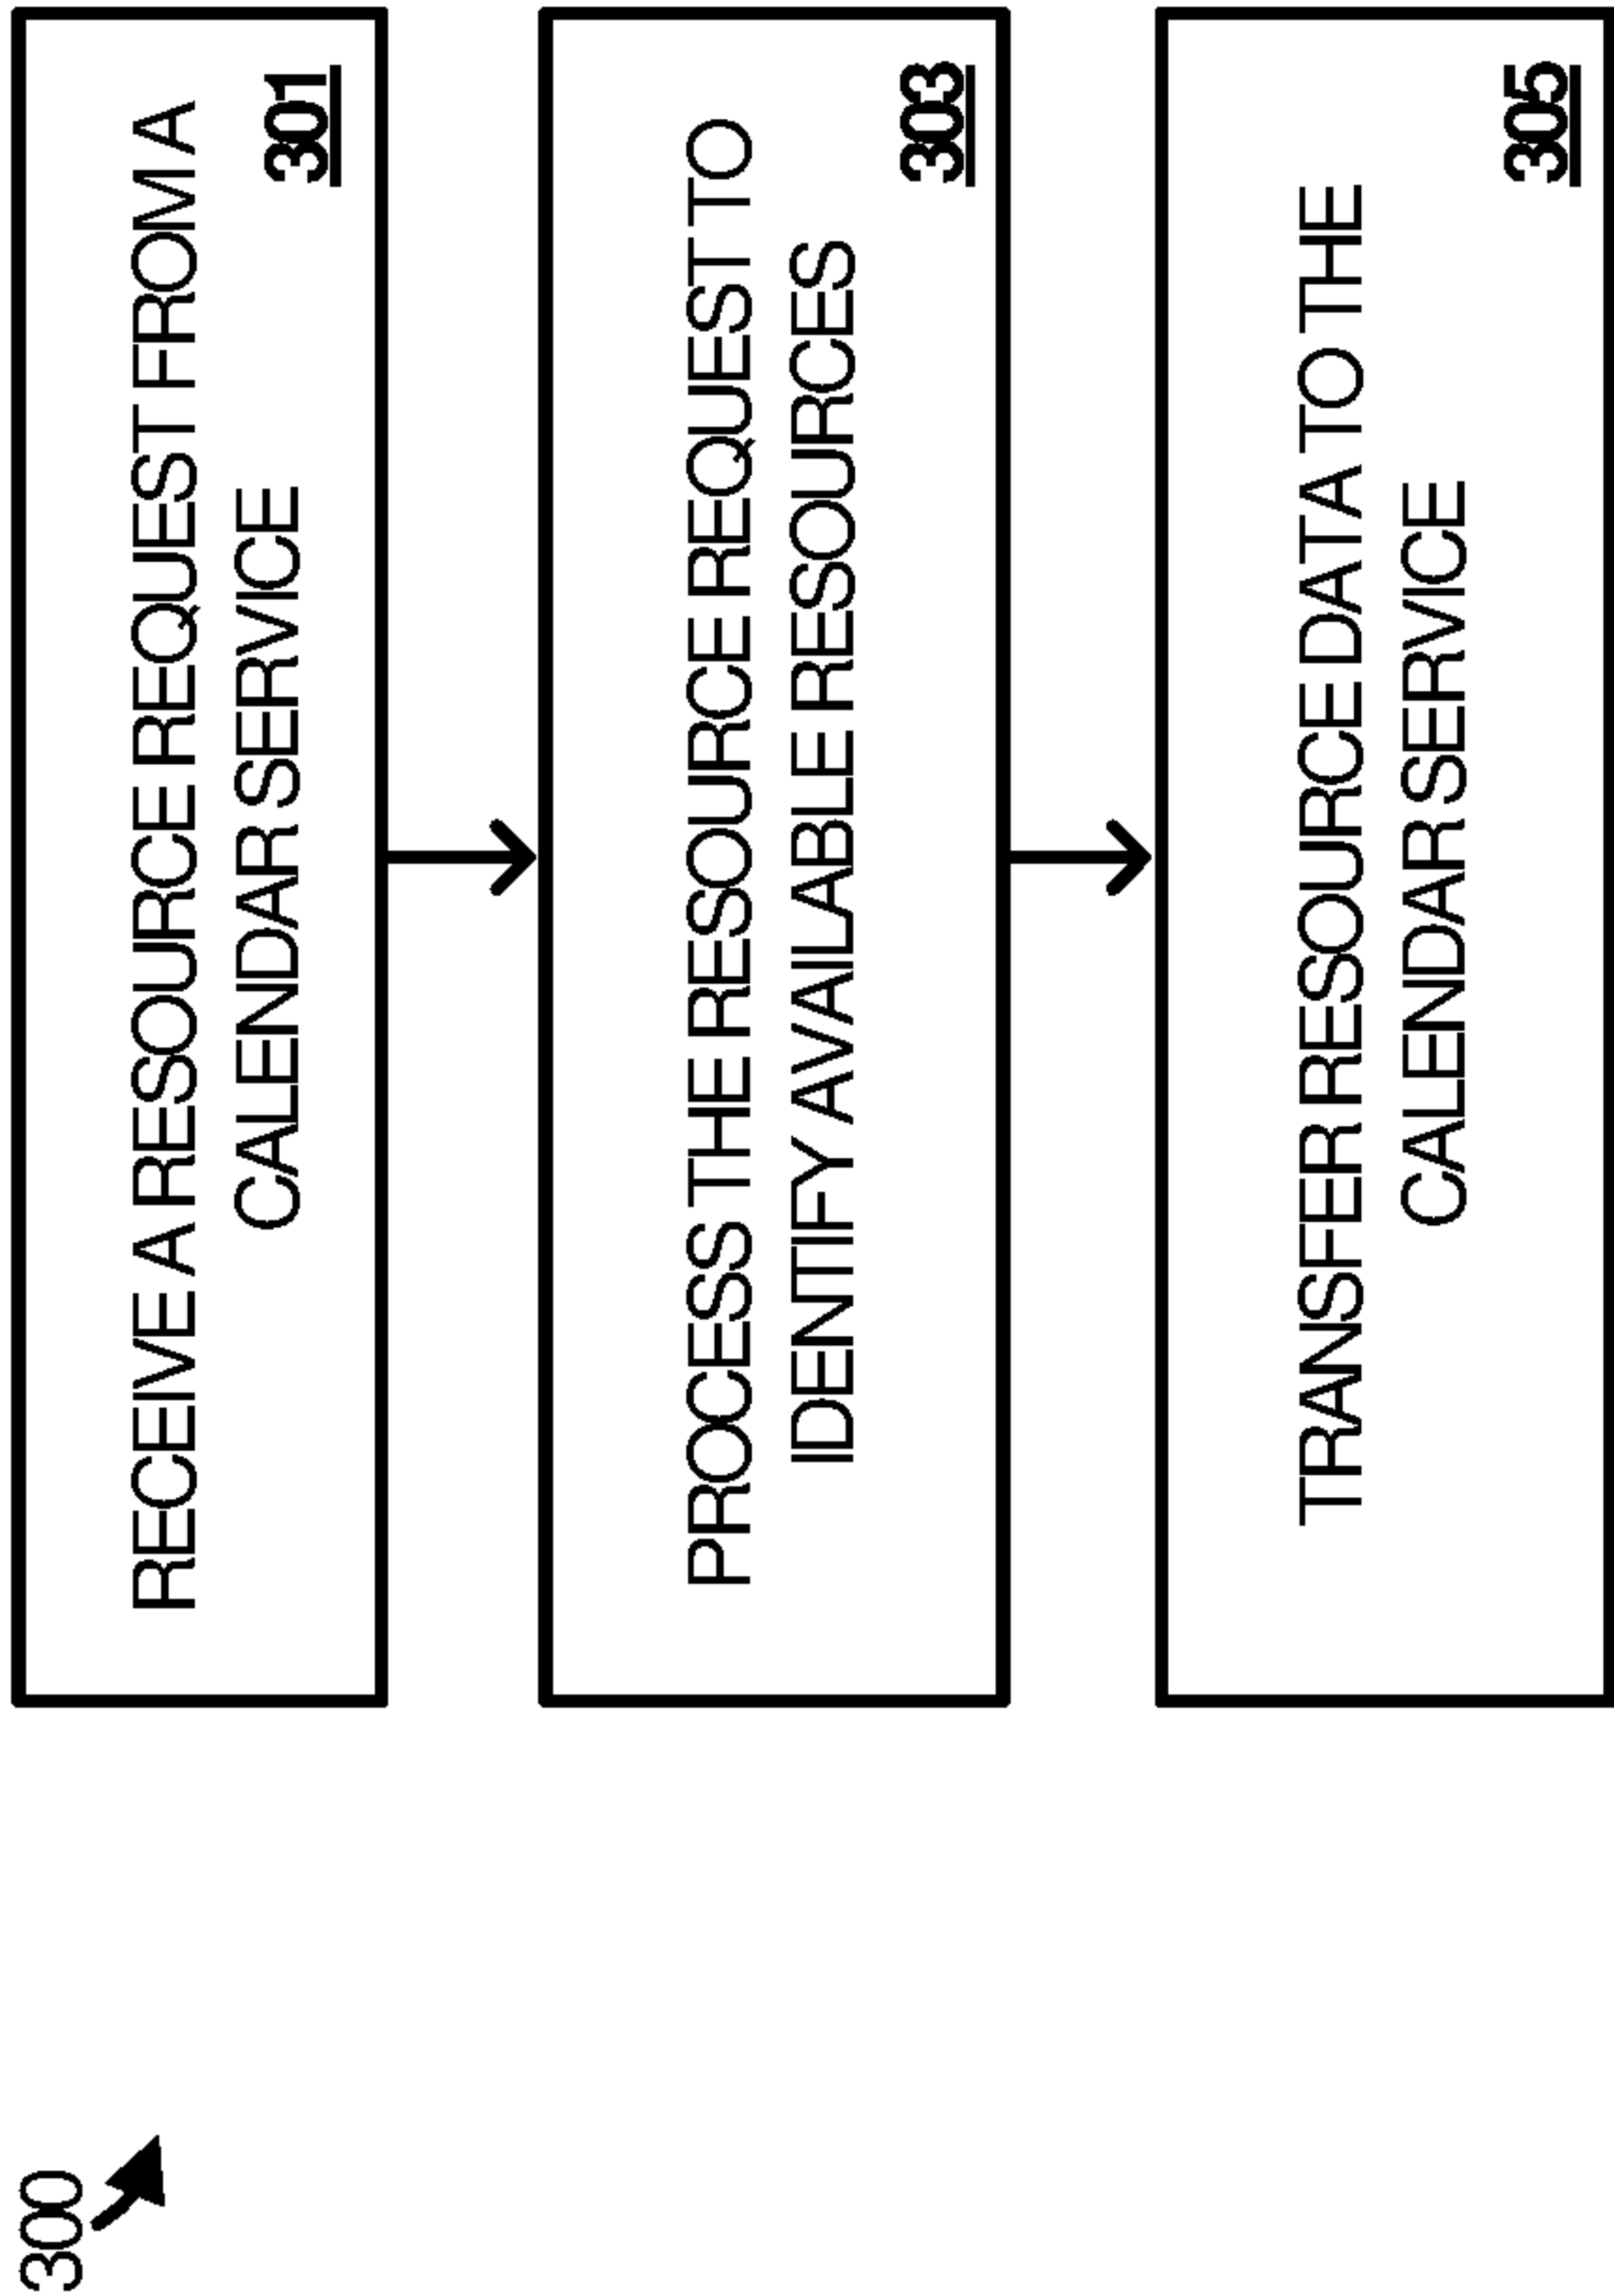 300
RECEIVE A RESOURCE REQUEST FROM A
CALENDAR SERVICE
301
PROCESS THE RESOURCE REQUEST TO
IDENTIFY AVAILABLE RESOURCES
303
TRANSFER RESOURCE DATA TO THE
CALENDAR SERVICE
305